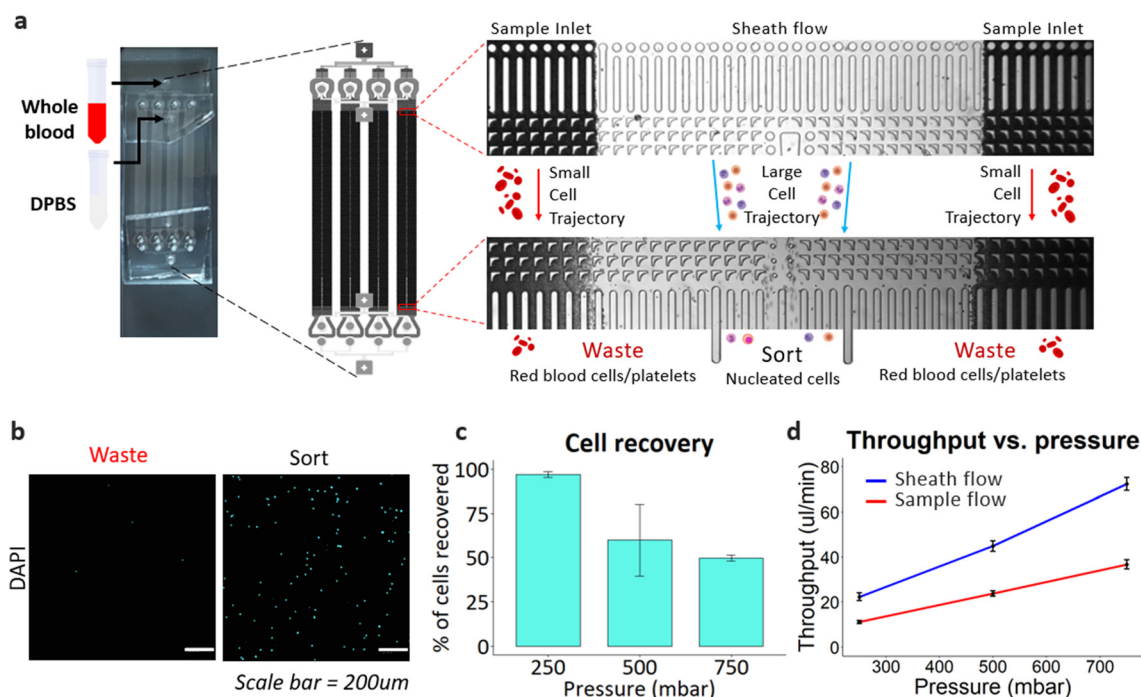 a
Sample Inlet
Sheath flow
Sample Inlet
Whole
blood
DPBS
Small
Cell
Trajectory
Large
Cell
Trajectory
Small
Cell
Trajectory
Waste
Red blood cells/platelets
Sort
Nucleated cells
Waste
Red blood cells/platelets
b
Waste
Sort
DAPI
Scale bar = 200um
c
Cell recovery
% of cells recovered
100
75
50
25
0
250
500
750
Pressure (mbar)
d
Throughput vs. pressure
Throughput (ul/min)
80
60
40
20
0
Sheath flow
Sample flow
300
400
500
600
700
Pressure (mbar)